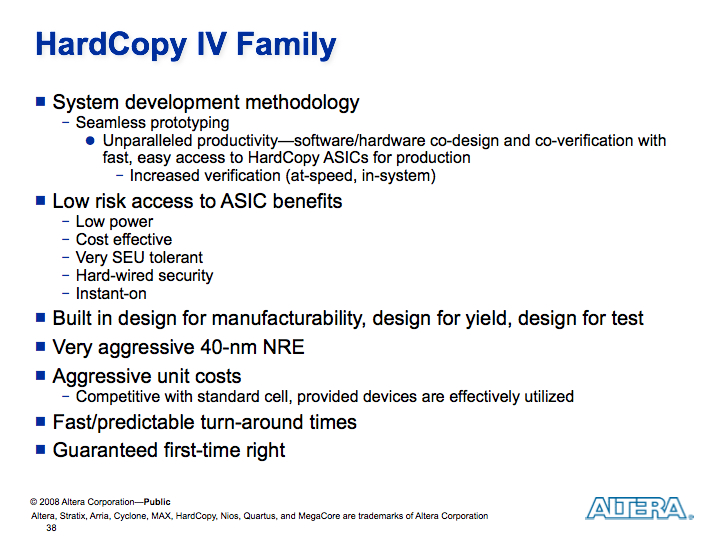 HardCopy IV Family
■ System development methodology
– Seamless prototyping
● Unparalleled productivity—software/hardware co-design and co-verification with
fast, easy access to HardCopy ASICs for production
– Increased verification (at-speed, in-system)
■ Low risk access to ASIC benefits
– Low power
– Cost effective
– Very SEU tolerant
– Hard-wired security
– Instant-on
■ Built in design for manufacturability, design for yield, design for test
■ Very aggressive 40-nm NRE
■ Aggressive unit costs
– Competitive with standard cell, provided devices are effectively utilized
■ Fast/predictable turn-around times
■ Guaranteed first-time right
© 2008 Altera Corporation—Public
Altera, Stratix, Arria, Cyclone, MAX, HardCopy, Nios, Quartus, and MegaCore are trademarks of Altera Corporation
38
ALTERA®